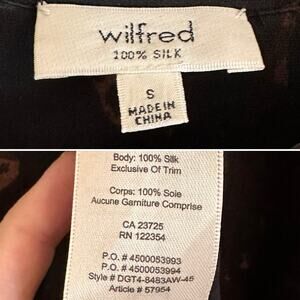 wilfred
100% SILK
S
MADE IN
CHINA
Body: 100% Silk
Exclusive Of Trim
Corps: 100% Soie
Aucune Garniture Comprise
CA 23725
RN 122354
P.O. # 4500053993
P.O. # 4500053994
Style # DGT4-8483AW-45
Article # 57954